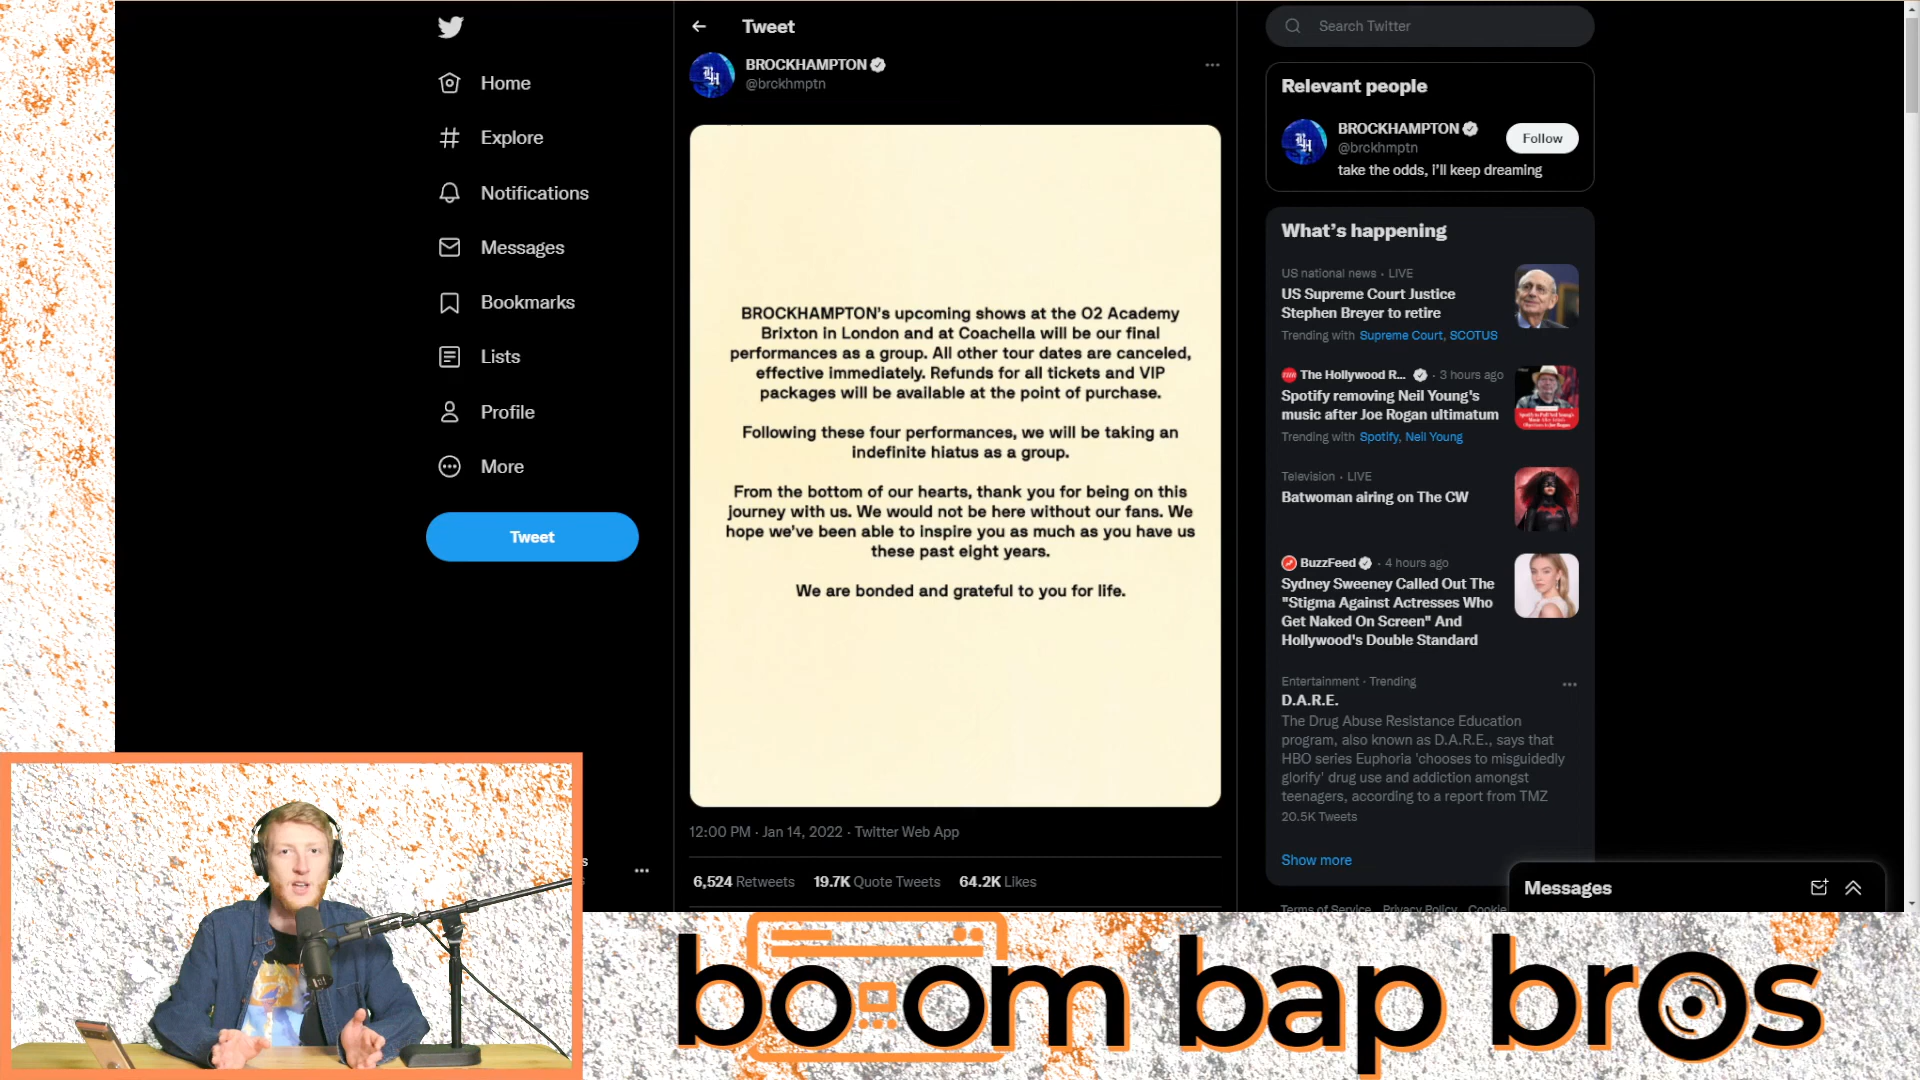 Home
Explore
Notifications
Messages
Bookmarks
Lists
Profile
More
Tweet
Tweet
BROCKHAMPTON
@brckhmptn
BROCKHAMPTON's upcoming shows at the O2 Academy
Brixton in London and at Coachella will be our final
performances as a group. All other tour dates are canceled,
effective immediately. Refunds for all tickets and VIP
packages will be available at the point of purchase.
Following these four performances, we will be taking an
indefinite hiatus as a group.
From the bottom of our hearts, thank you for being on this
journey with us. We would not be here without our fans. We
hope we've been able to inspire you as much as you have us
these past eight years.
We are bonded and grateful to you for life.
12:00 PM · Jan 14, 2022 · Twitter Web App
6,524 Retweets 19.7K Quote Tweets 64.2K Likes
Search Twitter
Relevant people
BROCKHAMPTON
@brckhmptn
Follow
take the odds, i'll keep dreaming
What's happening
US national news · LIVE
US Supreme Court Justice
Stephen Breyer to retire
Trending with Supreme Court, SCOTUS
The Hollywood R... · 3 hours ago
Spotify removing Neil Young's
music after Joe Rogan ultimatum
Trending with Spotify, Neil Young
Television · LIVE
Batwoman airing on The CW
BuzzFeed · 4 hours ago
Sydney Sweeney Called Out The
"Stigma Against Actresses Who
Get Naked On Screen" And
Hollywood's Double Standard
Entertainment · Trending
D.A.R.E.
The Drug Abuse Resistance Education
program, also known as D.A.R.E., says that
HBO series Euphoria 'chooses to misguidedly
glorify' drug use and addiction amongst
teenagers, according to a report from TMZ
20.5K Tweets
Show more
Terms of Service Privacy Policy Cookie
Messages
boom bap bros